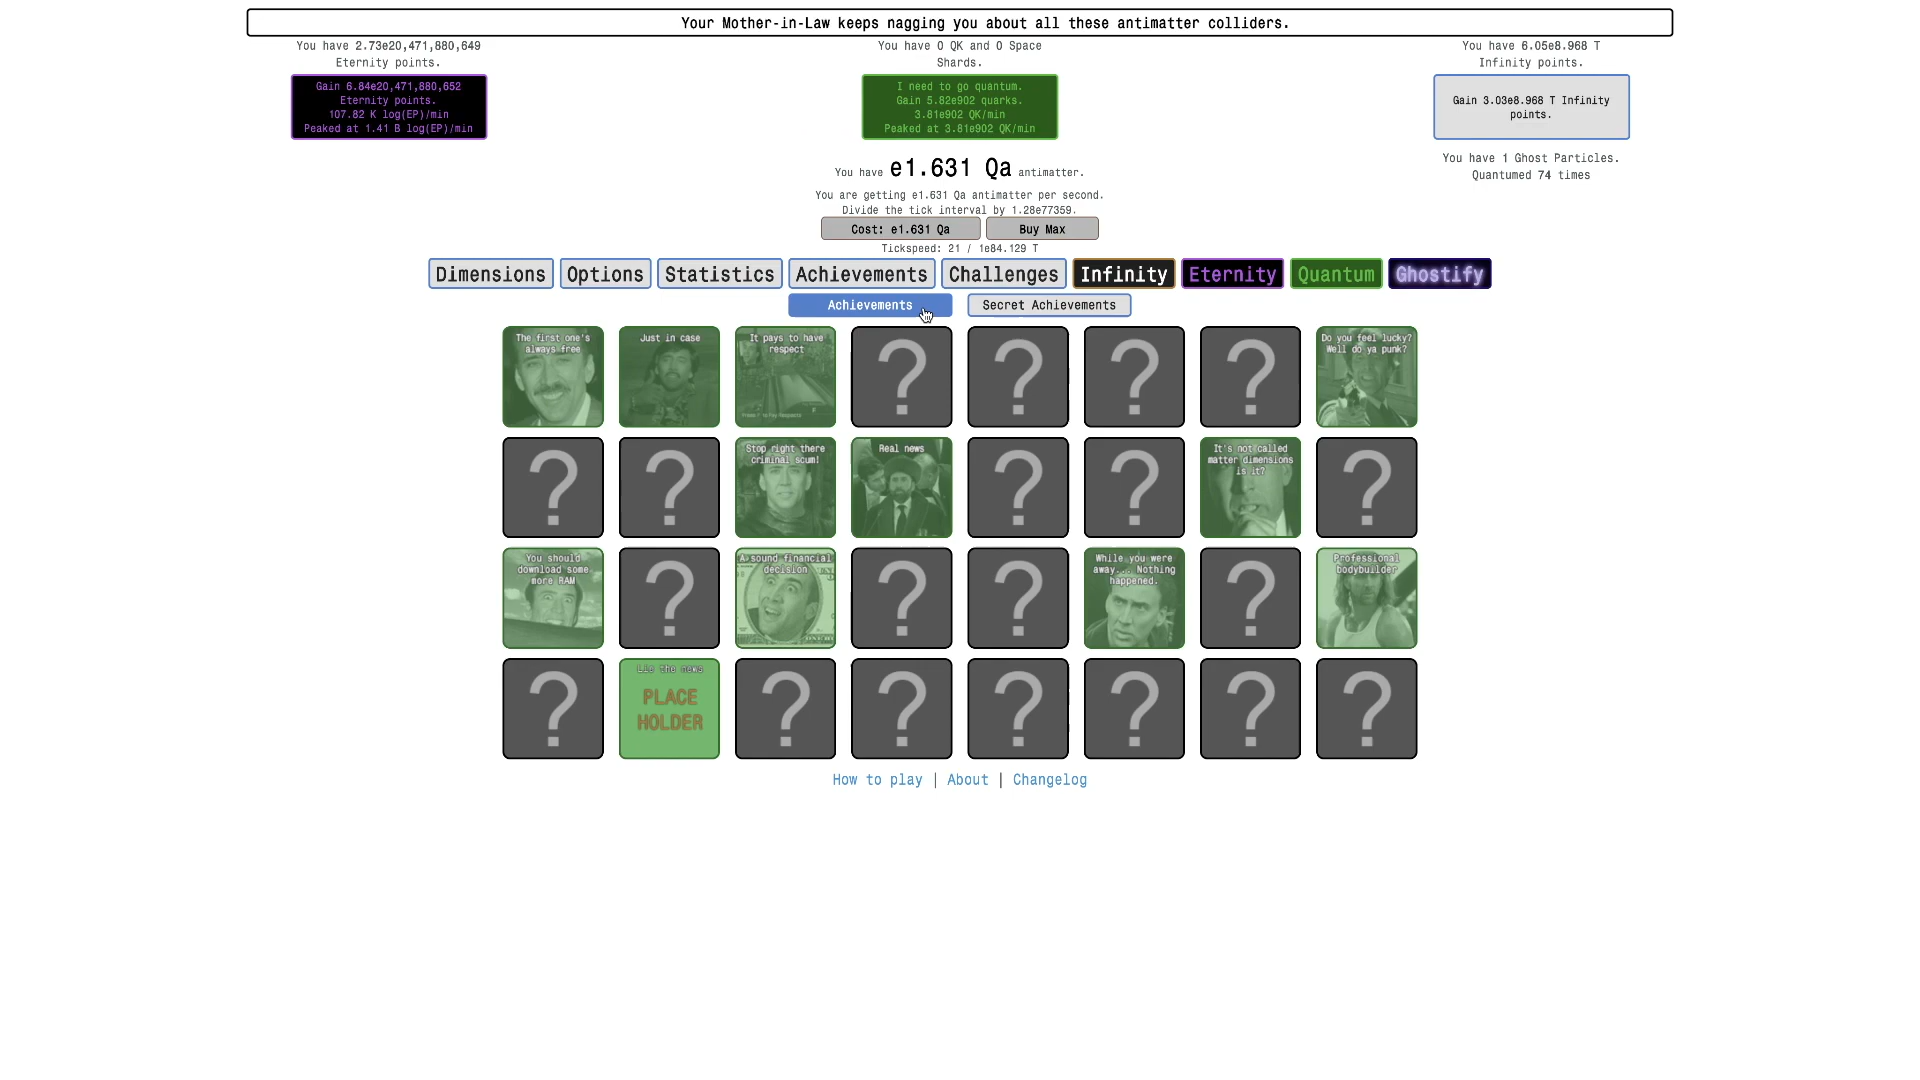 Your Mother-in-Law keeps nagging you about all these antimatter colliders.
You have 2.73e20,471,880,649
Eternity points.
Gain 6.84e20,471,880,652
Eternity points.
107.82 K log(EP)/min
Peaked at 1.41 B log(EP)/min
You have 0 QK and 0 Space
Shards.
I need to go quantum.
Gain 5.82e902 quarks.
3.81e902 QK/min
Peaked at 3.81e902 QK/min
You have 6.05e8.968 T
Infinity points.
Gain 3.03e8.968 T Infinity
points.
You have 1 Ghost Particles.
Quantumed 74 times
You have e1.631 Qa antimatter.
You are getting e1.631 Qa antimatter per second.
Divide the tick interval by 1.28e77359.
Cost: e1.631 Qa
Buy Max
Tickspeed: 21 / 1e84.129 T
Dimensions
Options
Statistics
Achievements
Challenges
Infinity
Eternity
Quantum
Ghostify
Achievements
Secret Achievements
The first one's
always free
Just in case
It pays to have
respect
?
?
?
?
Do you feel lucky?
Well do ya punk?
?
?
Stop right there
criminal scum!
Real news
?
?
It's not called
matter dimensions
is it?
?
You should
download some
more RAM
?
A sound financial
decision
?
?
While you were
away... Nothing
happened.
?
Professional
bodybuilder
?
Lie the news
PLACE
HOLDER
?
?
?
?
?
?
How to play | About | Changelog